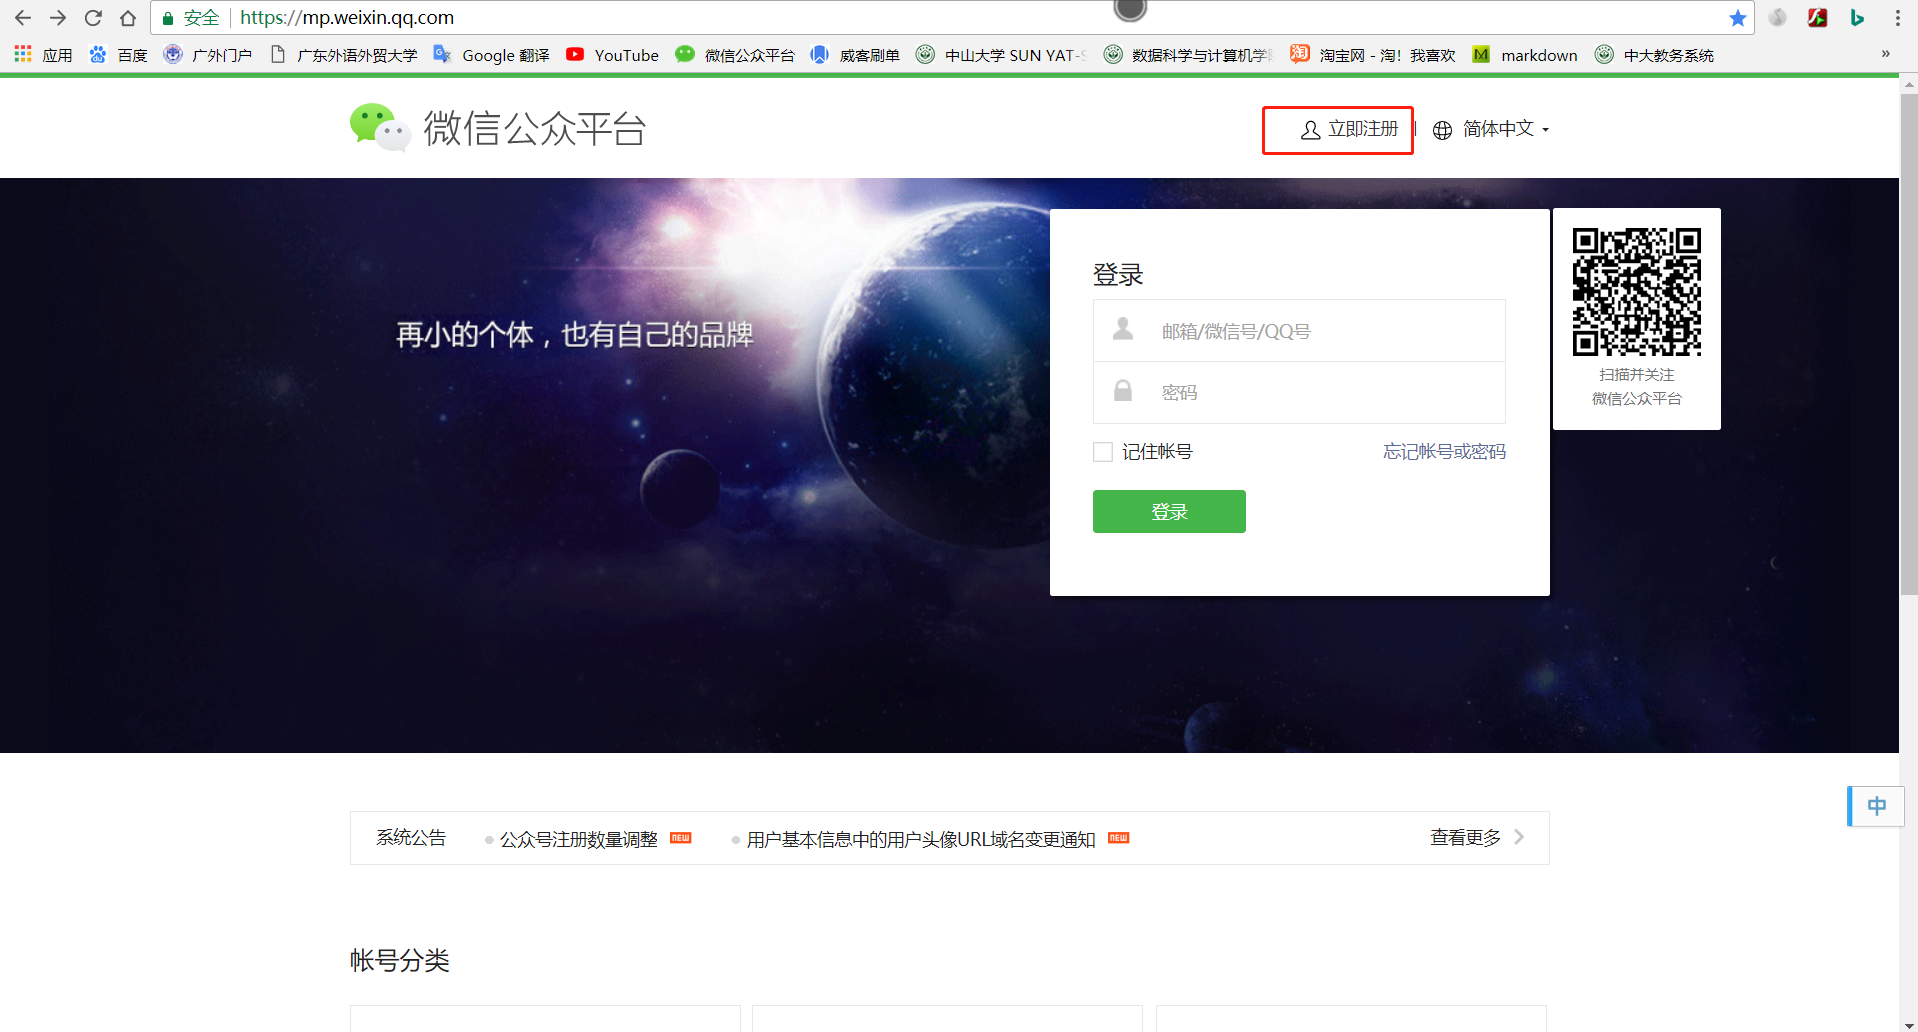 安全 https://mp.weixin.qq.com
应用 百度 广外门户 广东外语外贸大学 Google 翻译 YouTube 微信公众平台 威客刷单 中山大学 SUN YAT-S 数据科学与计算机学 淘宝网 - 淘！我喜欢 markdown 中大教务系统 »
微信公众平台
立即注册 简体中文
再小的个体，也有自己的品牌
登录
邮箱/微信号/QQ号
密码
记住帐号 忘记帐号或密码
登录
扫描并关注
微信公众平台
中
系统公告 公众号注册数量调整 NEW 用户基本信息中的用户头像URL域名变更通知 NEW 查看更多
帐号分类